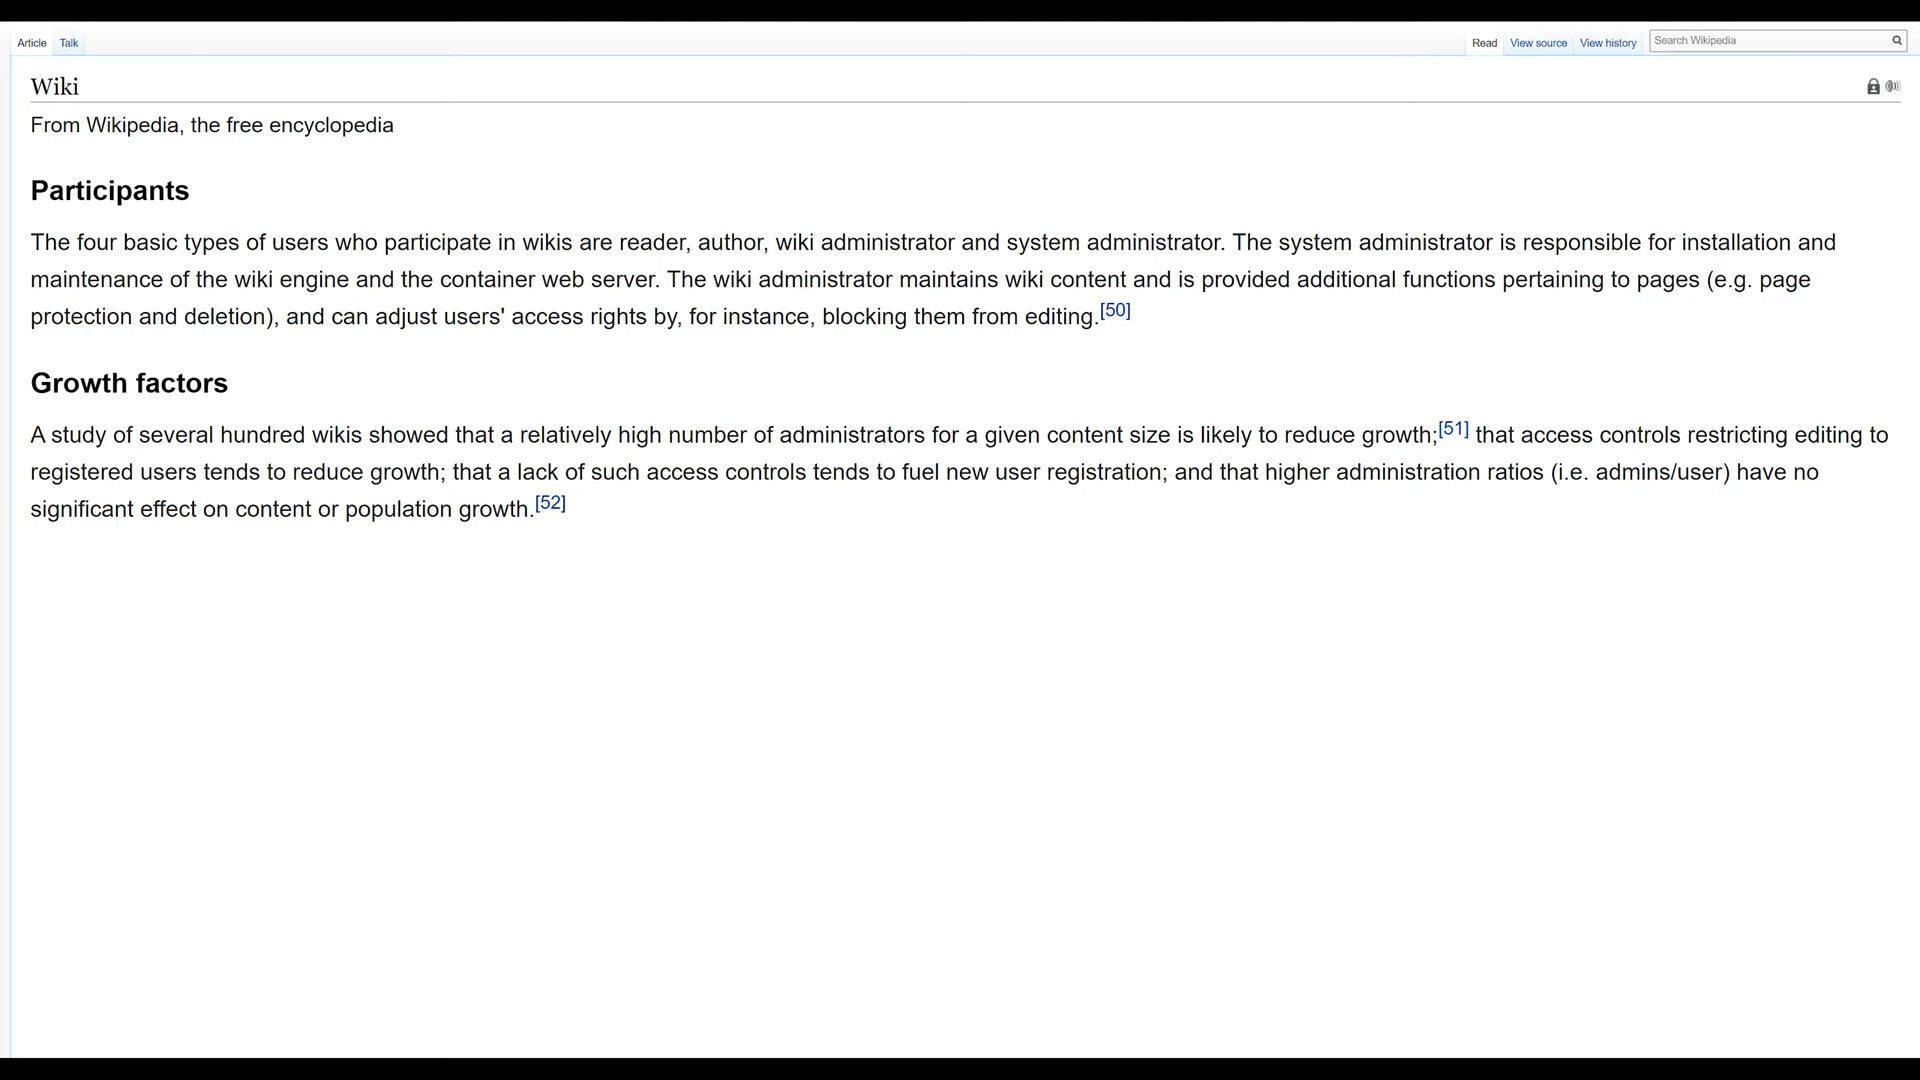 Article Talk Read View source View history Search Wikipedia
Wiki
From Wikipedia, the free encyclopedia
Participants
The four basic types of users who participate in wikis are reader, author, wiki administrator and system administrator. The system administrator is responsible for installation and
maintenance of the wiki engine and the container web server. The wiki administrator maintains wiki content and is provided additional functions pertaining to pages (e.g. page
protection and deletion), and can adjust users' access rights by, for instance, blocking them from editing.[50]
Growth factors
A study of several hundred wikis showed that a relatively high number of administrators for a given content size is likely to reduce growth;[51] that access controls restricting editing to
registered users tends to reduce growth; that a lack of such access controls tends to fuel new user registration; and that higher administration ratios (i.e. admins/user) have no
significant effect on content or population growth.[52]